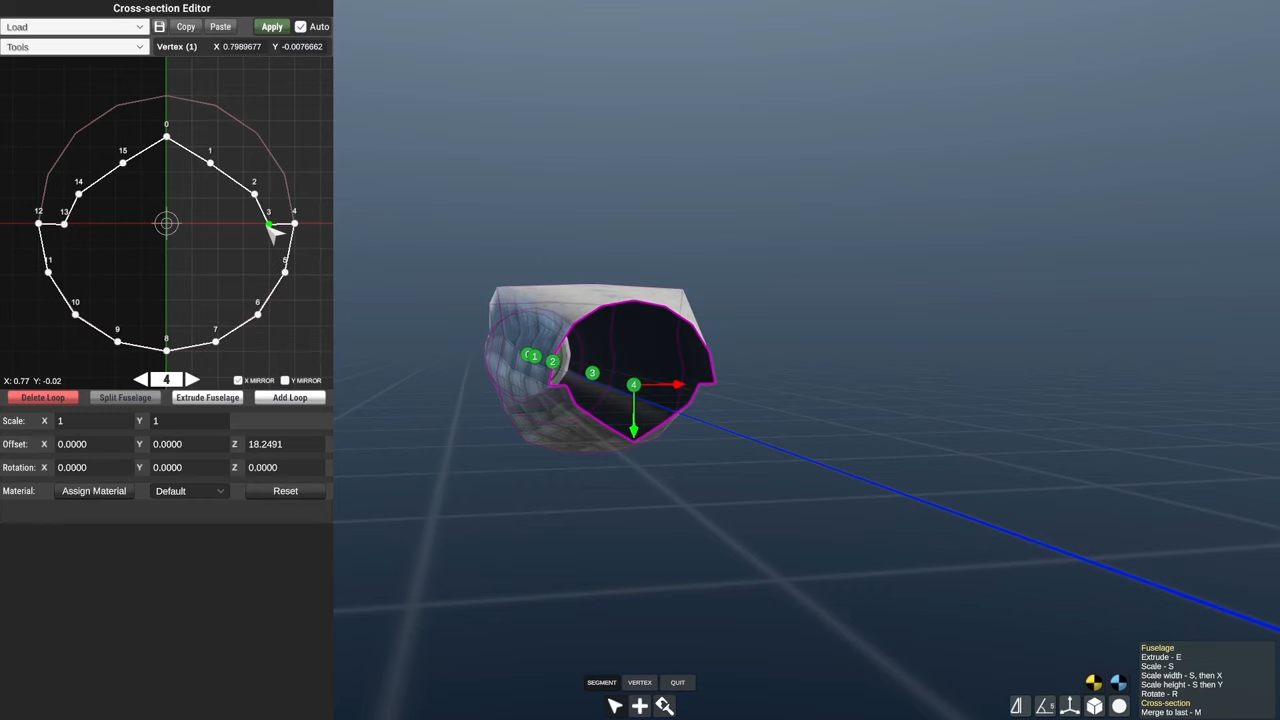 Cross-section Editor
Load Copy Paste Apply Auto
Tools Vertex (1) X 0.7989677 Y -0.0076662
0
15 1
14 2
12 13 3 4
11 5
10 6
9 7
8
X: 0.77 Y: -0.02 4 X MIRROR Y MIRROR
Delete Loop Split Fuselage Extrude Fuselage Add Loop
Scale: X 1 Y 1
Offset: X 0.0000 Y 0.0000 Z 18.2491
Rotation: X 0.0000 Y 0.0000 Z 0.0000
Material: Assign Material Default Reset
1 2 3 4
SEGMENT VERTEX QUIT
Fuselage
Extrude - E
Scale - S
Scale width - S, then X
Scale height - S then Y
Rotate - R
Cross-section
Merge to last - M